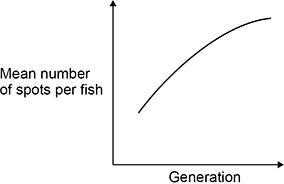 Mean number
of spots per fish
Generation